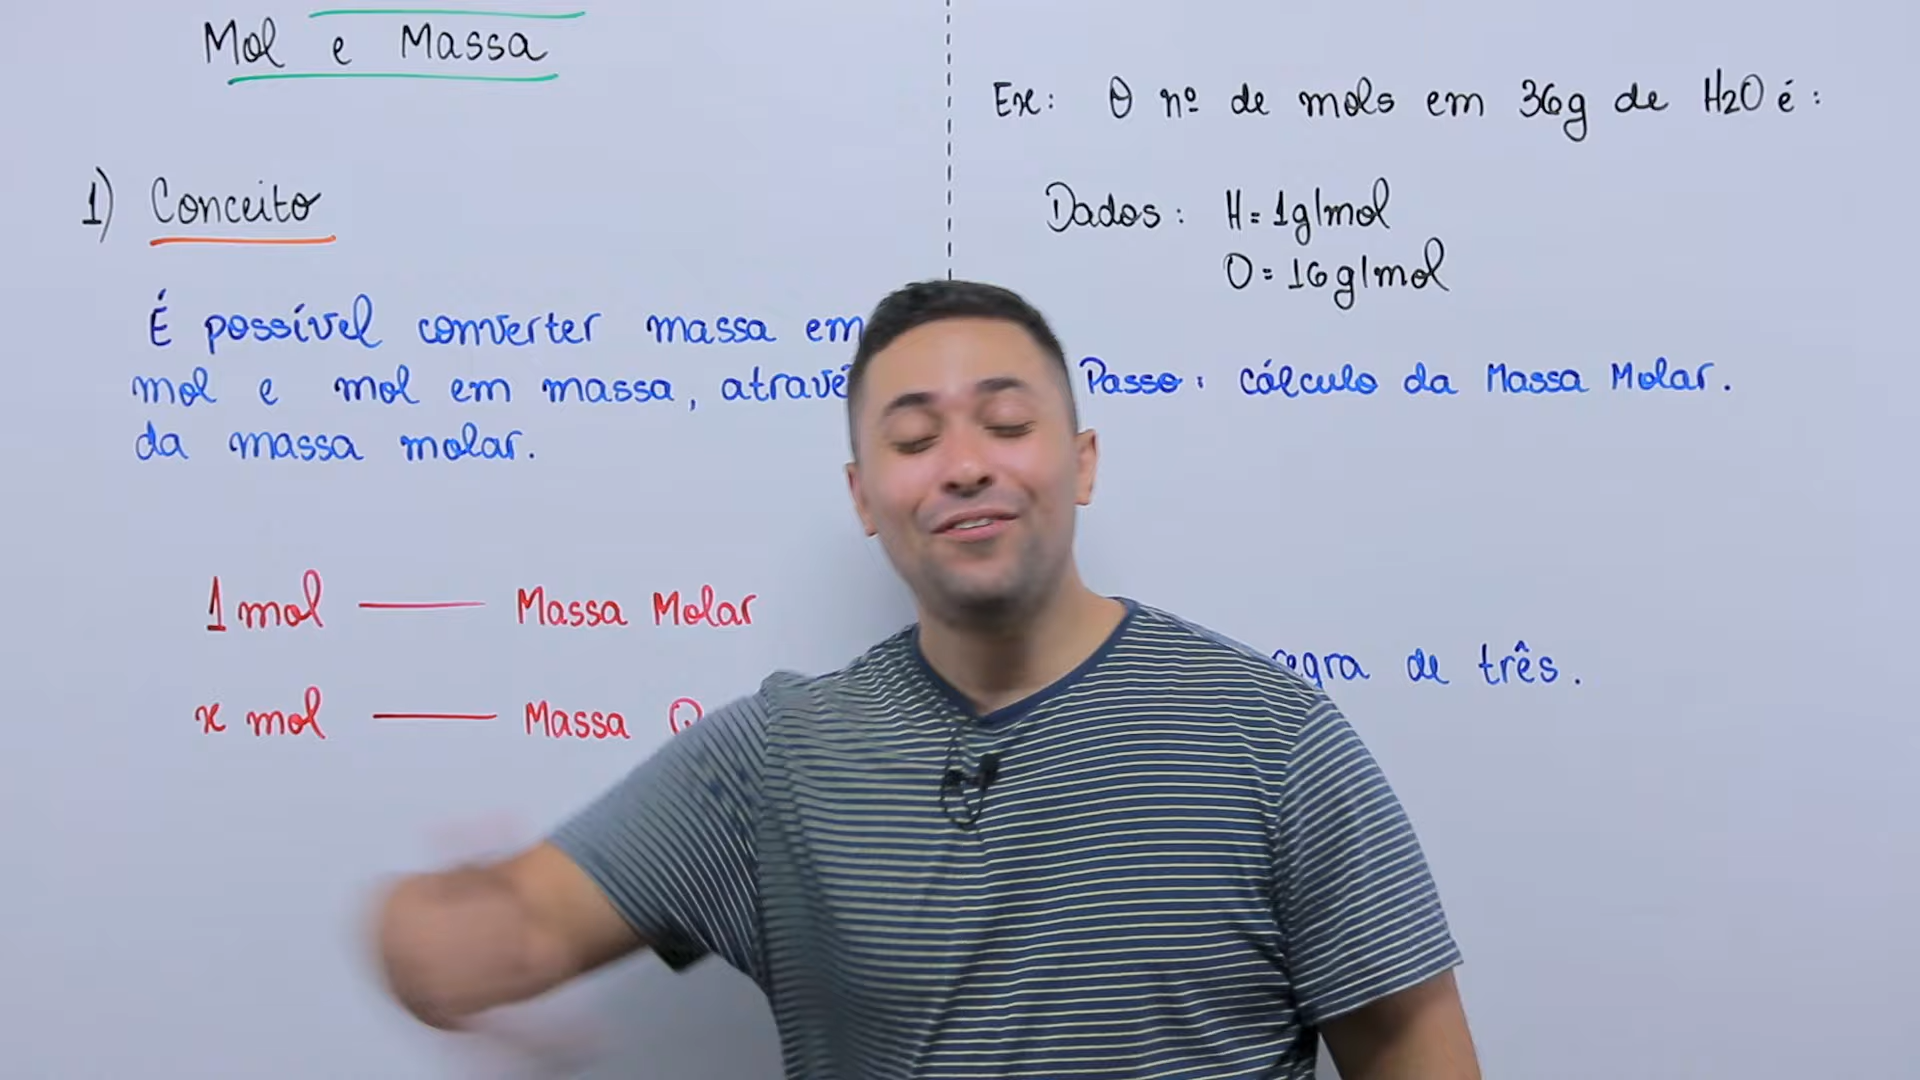 Mol e Massa
1) Conceito
É possível converter massa em
mol e mol em massa, atravé
da massa molar.
1 mol — Massa Molar
x mol — Massa
Ex: O nº de mols em 36g de H2O é:
Dados: H = 1g/mol
O = 16g/mol
Passo: cálculo da Massa Molar.
regra de três.